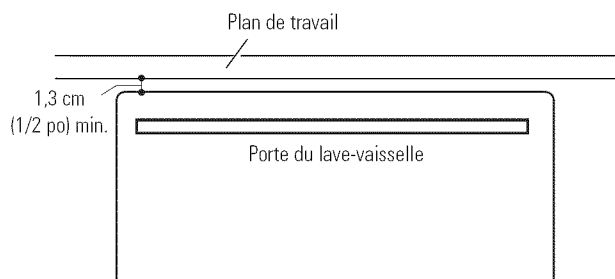 Plan de travail
1,3 cm
(1/2 po) min.
Porte du lave-vaisselle